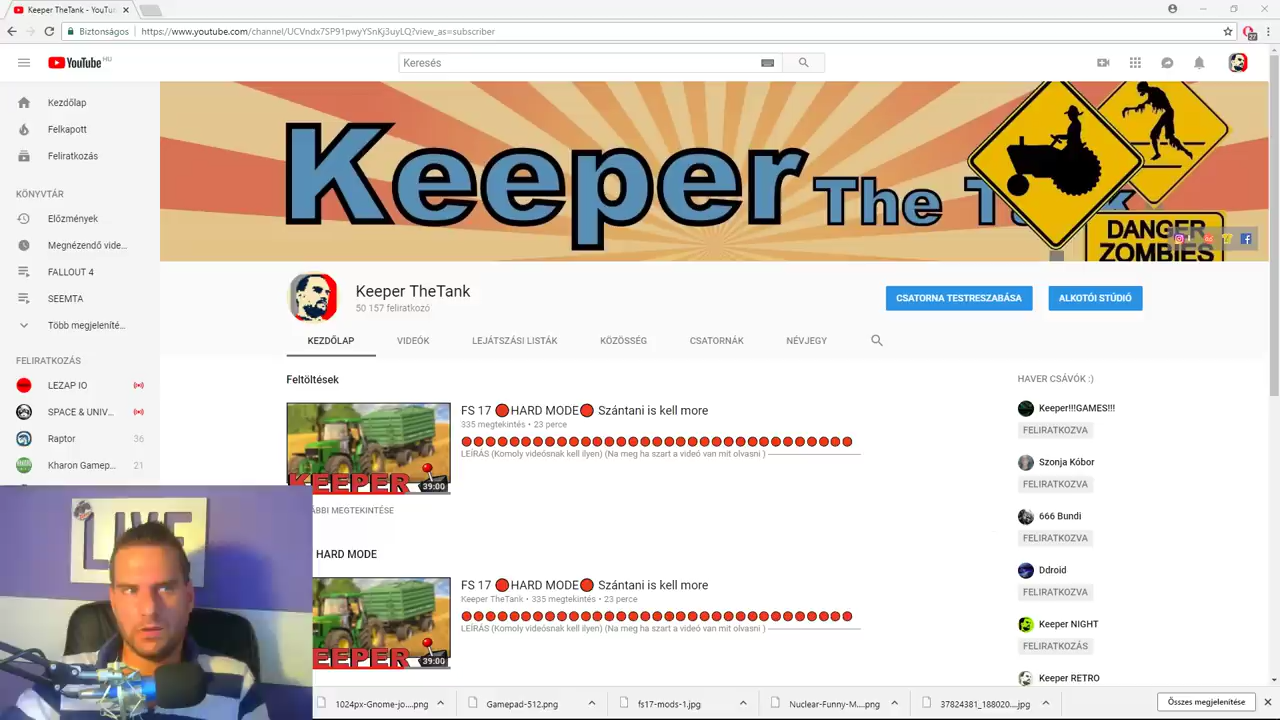 Keeper TheTank - YouTu
Biztonságos
https://www.youtube.com/channel/UCVndx7SP91pwyYSnKj3uyLQ?view_as=subscriber
YouTube HU
Keresés
Kezdőlap
Felkapott
Feliratkozás
KÖNYVTÁR
Előzmények
Megnézendő vide...
FALLOUT 4
SEEMTA
Több megjeleníté...
FELIRATKOZÁS
LEZAP IO
SPACE & UNIV...
Raptor 36
Kharon Gamep... 21
Keeper The T k
DANGER
ZOMBIES
Keeper TheTank
50 157 feliratkozó
CSATORNA TESTRESZABÁSA
ALKOTÓI STÚDIÓ
KEZDŐLAP
VIDEÓK
LEJÁTSZÁSI LISTÁK
KÖZÖSSÉG
CSATORNÁK
NÉVJEGY
Feltöltések
FS 17 🔴HARD MODE🔴 Szántani is kell more
335 megtekintés • 23 perce
LEÍRÁS (Komoly videósnak kell ilyen) (Na meg ha szart a videó van mit olvasni )
KEEPER
39:00
ÁBBI MEGTEKINTÉSE
HARD MODE
FS 17 🔴HARD MODE🔴 Szántani is kell more
Keeper TheTank • 335 megtekintés • 23 perce
LEÍRÁS (Komoly videósnak kell ilyen) (Na meg ha szart a videó van mit olvasni )
KEEPER
39:00
HAVER CSÁVÓK :)
Keeper!!!GAMES!!!
FELIRATKOZVA
Szonja Kóbor
FELIRATKOZVA
666 Bundi
FELIRATKOZVA
Ddroid
FELIRATKOZVA
Keeper NIGHT
FELIRATKOZÁS
Keeper RETRO
LIVE
1024px-Gnome-jo....png
Gamepad-512.png
fs17-mods-1.jpg
Nuclear-Funny-M....png
37824381_188020....jpg
Összes megjelenítése